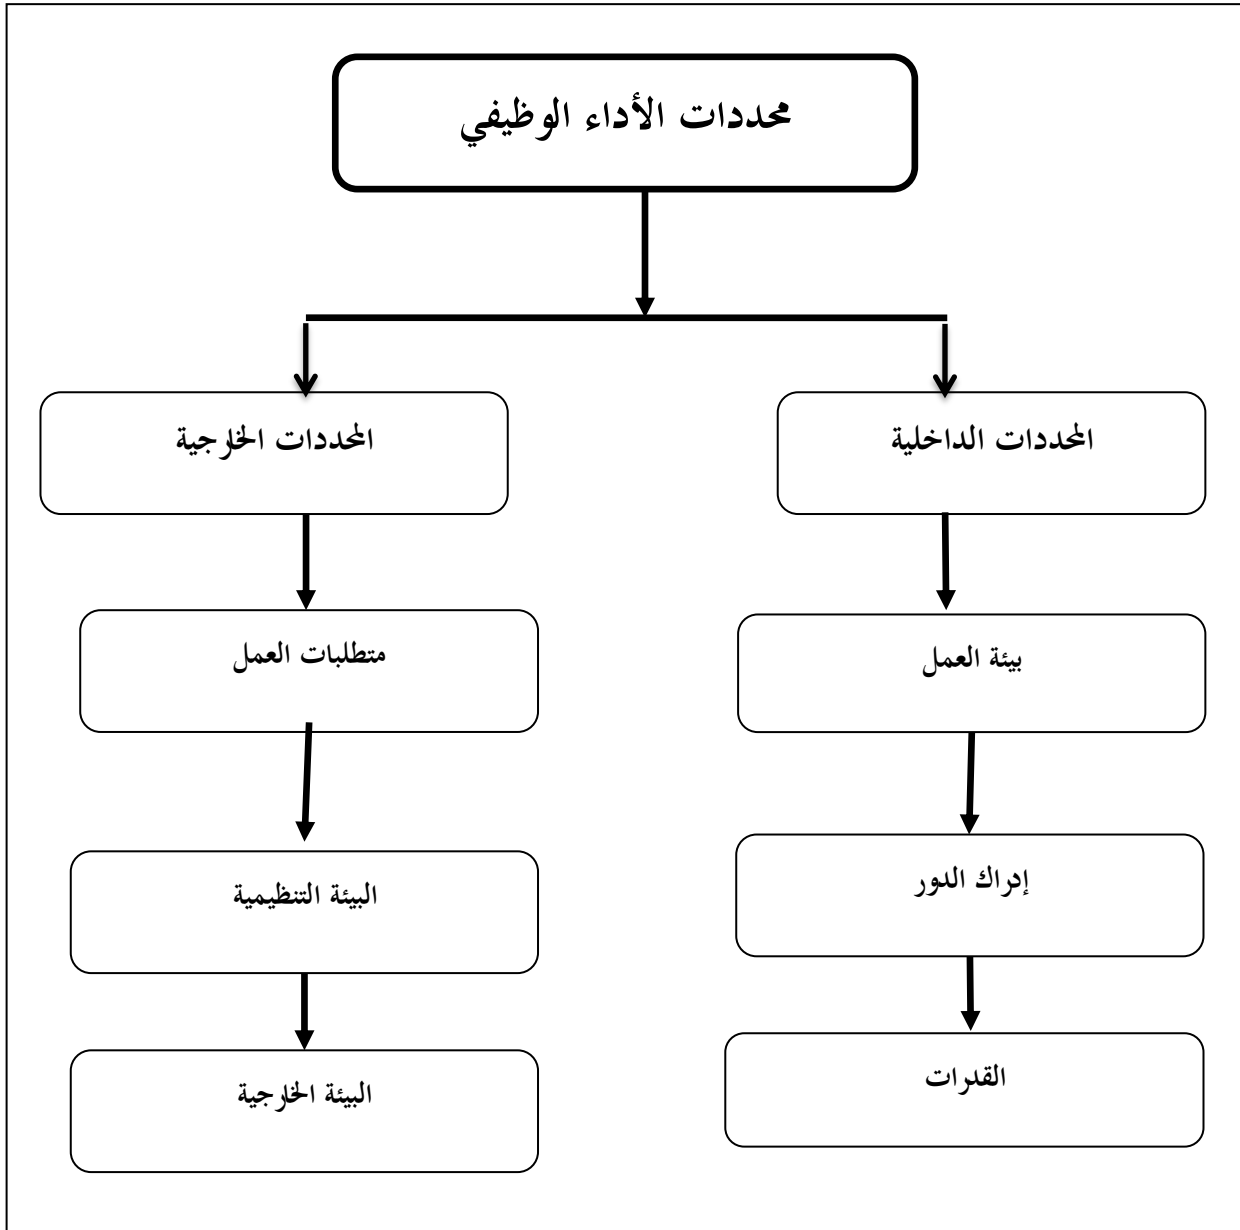 محددات الأداء الوظيفي
المحددات الداخلية
المحددات الخارجية
بيئة العمل
متطلبات العمل
إدراك الدور
البيئة التنظيمية
القدرات
البيئة الخارجية